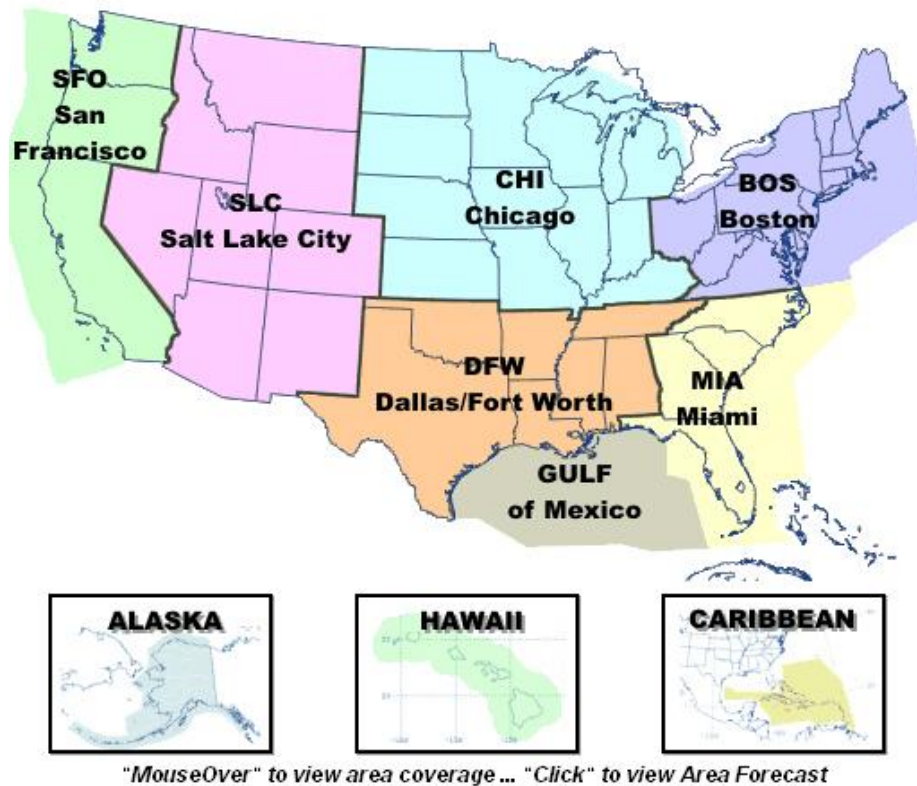 SFO
San
Francisco
SLC
Salt Lake City
CHI
Chicago
BOS
Boston
DFW
Dallas/Fort Worth
MIA
Miami
GULF
of Mexico
ALASKA
HAWAII
CARIBBEAN
"MouseOver" to view area coverage ... "Click" to view Area Forecast